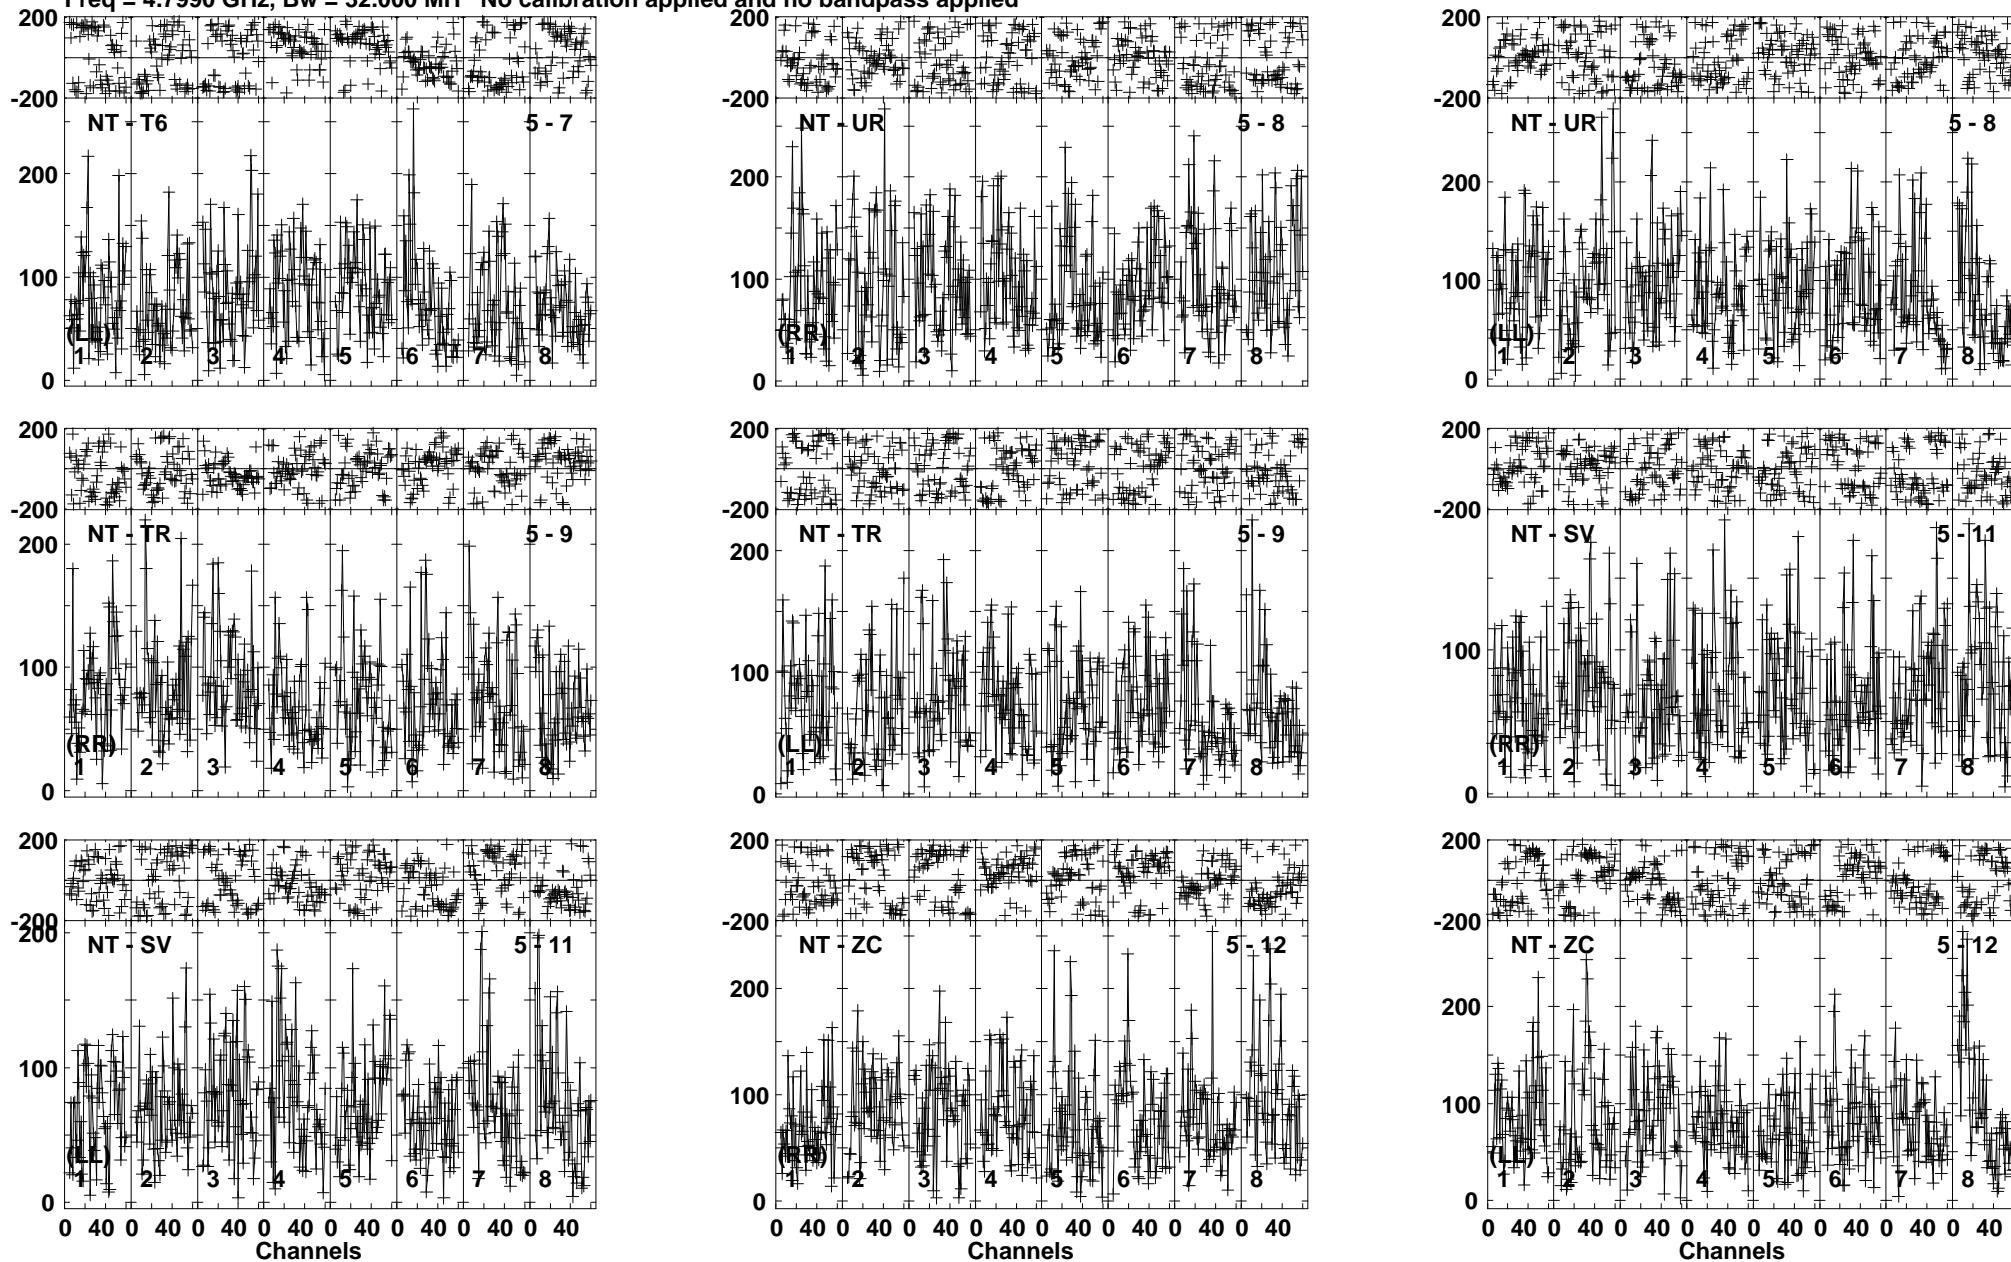 Freq = 4.7990 GHz, Bw = 32.000 MH No calibration applied and no bandpass applied
200 200 200
-200 -200 -200
NT - T6 5 - 7 NT - UR 5 - 8 NT - UR 5 - 8
200 200 200
100 100 100
(LL) (RR) (LL)
1 2 3 4 5 6 7 8 1 2 3 4 5 6 7 8 1 2 3 4 5 6 7 8
0 0 0
200 200 200
-200 -200 -200
NT - TR 5 - 9 NT - TR 5 - 9 NT - SV 5 - 11
200 200
100 100 100
(RR) (LL) (RR)
1 2 3 4 5 6 7 8 1 2 3 4 5 6 7 8 1 2 3 4 5 6 7 8
0 0 0
200 200 200
-200 -200 -200
200
NT - SV 5 - 11 NT - ZC 5 - 12 NT - ZC 5 - 12
200 200
100 100 100
(LL) (RR) (LL)
1 2 3 4 5 6 7 8 1 2 3 4 5 6 7 8 1 2 3 4 5 6 7 8
0 0 0
0 40 0 40 0 40 0 40 0 40 0 40 0 40 0 40 0 40 0 40 0 40 0 40 0 40 0 40 0 40 0 40 0 40 0 40 0 40 0 40 0 40 0 40 0 40 0 40
Channels Channels Channels